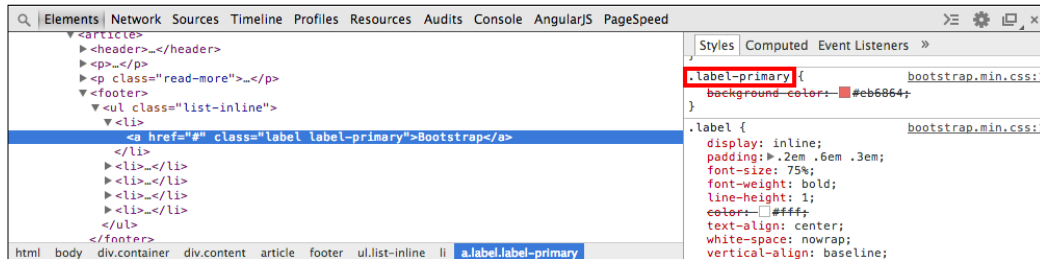 Elements Network Sources Timeline Profiles Resources Audits Console AngularJS PageSpeed
▼<article>
▶<header>…</header>
▶<p>…</p>
▶<p class="read-more">…</p>
▼<footer>
▼<ul class="list-inline">
▼<li>
<a href="#" class="label label-primary">Bootstrap</a>
</li>
▶<li>…</li>
▶<li>…</li>
▶<li>…</li>
▶<li>…</li>
</ul>
</footer>
html body div.container div.content article footer ul.list-inline li a.label.label-primary
Styles Computed Event Listeners »
}
.label-primary { bootstrap.min.css:
background-color: #eb6864;
}
.label { bootstrap.min.css:
display: inline;
padding:▶.2em .6em .3em;
font-size: 75%;
font-weight: bold;
line-height: 1;
color: #fff;
text-align: center;
white-space: nowrap;
vertical-align: baseline;